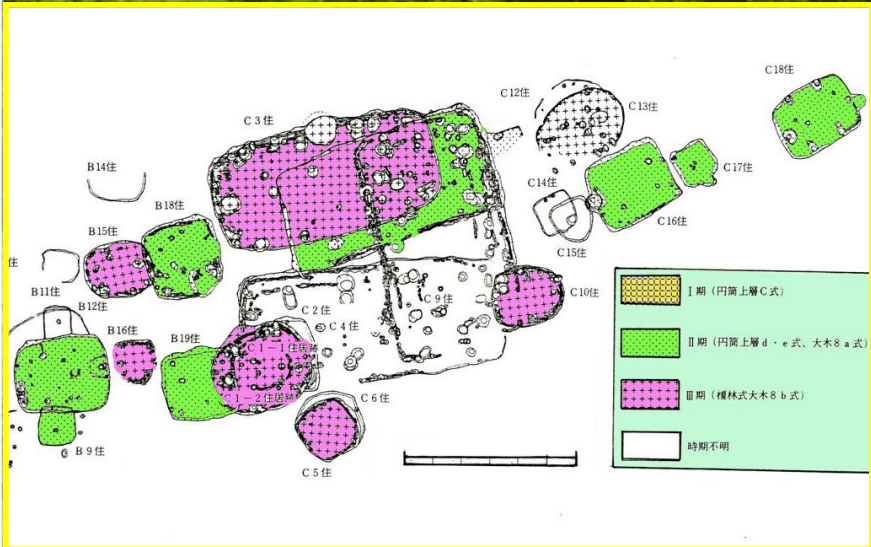 C18住
C12住
C13住
C3住
C17住
B14住
C14住
B18住
C16住
B15住
C15住
住
B11住
C10住
B12住
C2住
C9住
B16住
C4住
B19住
C1-1住居跡
C1-2住居跡
C6住
B9住
C5住
Ⅰ期(円筒上層C式)
Ⅱ期(円筒上層d・e式、大木8a式)
Ⅲ期(榎林式大木8b式)
時期不明